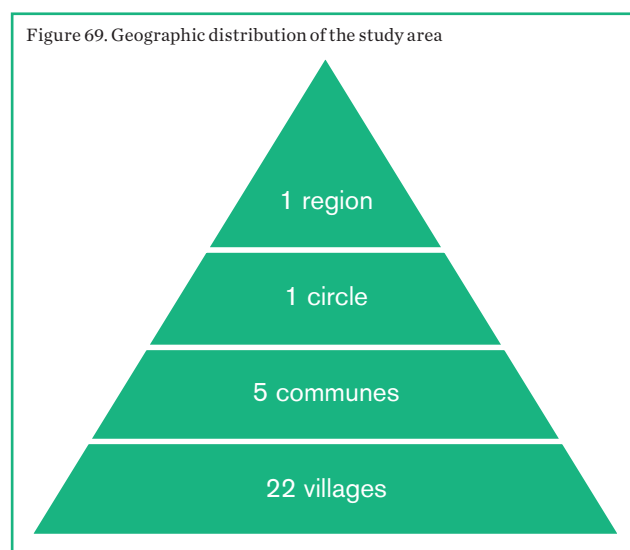 Figure 69. Geographic distribution of the study area
1 region
1 circle
5 communes
22 villages